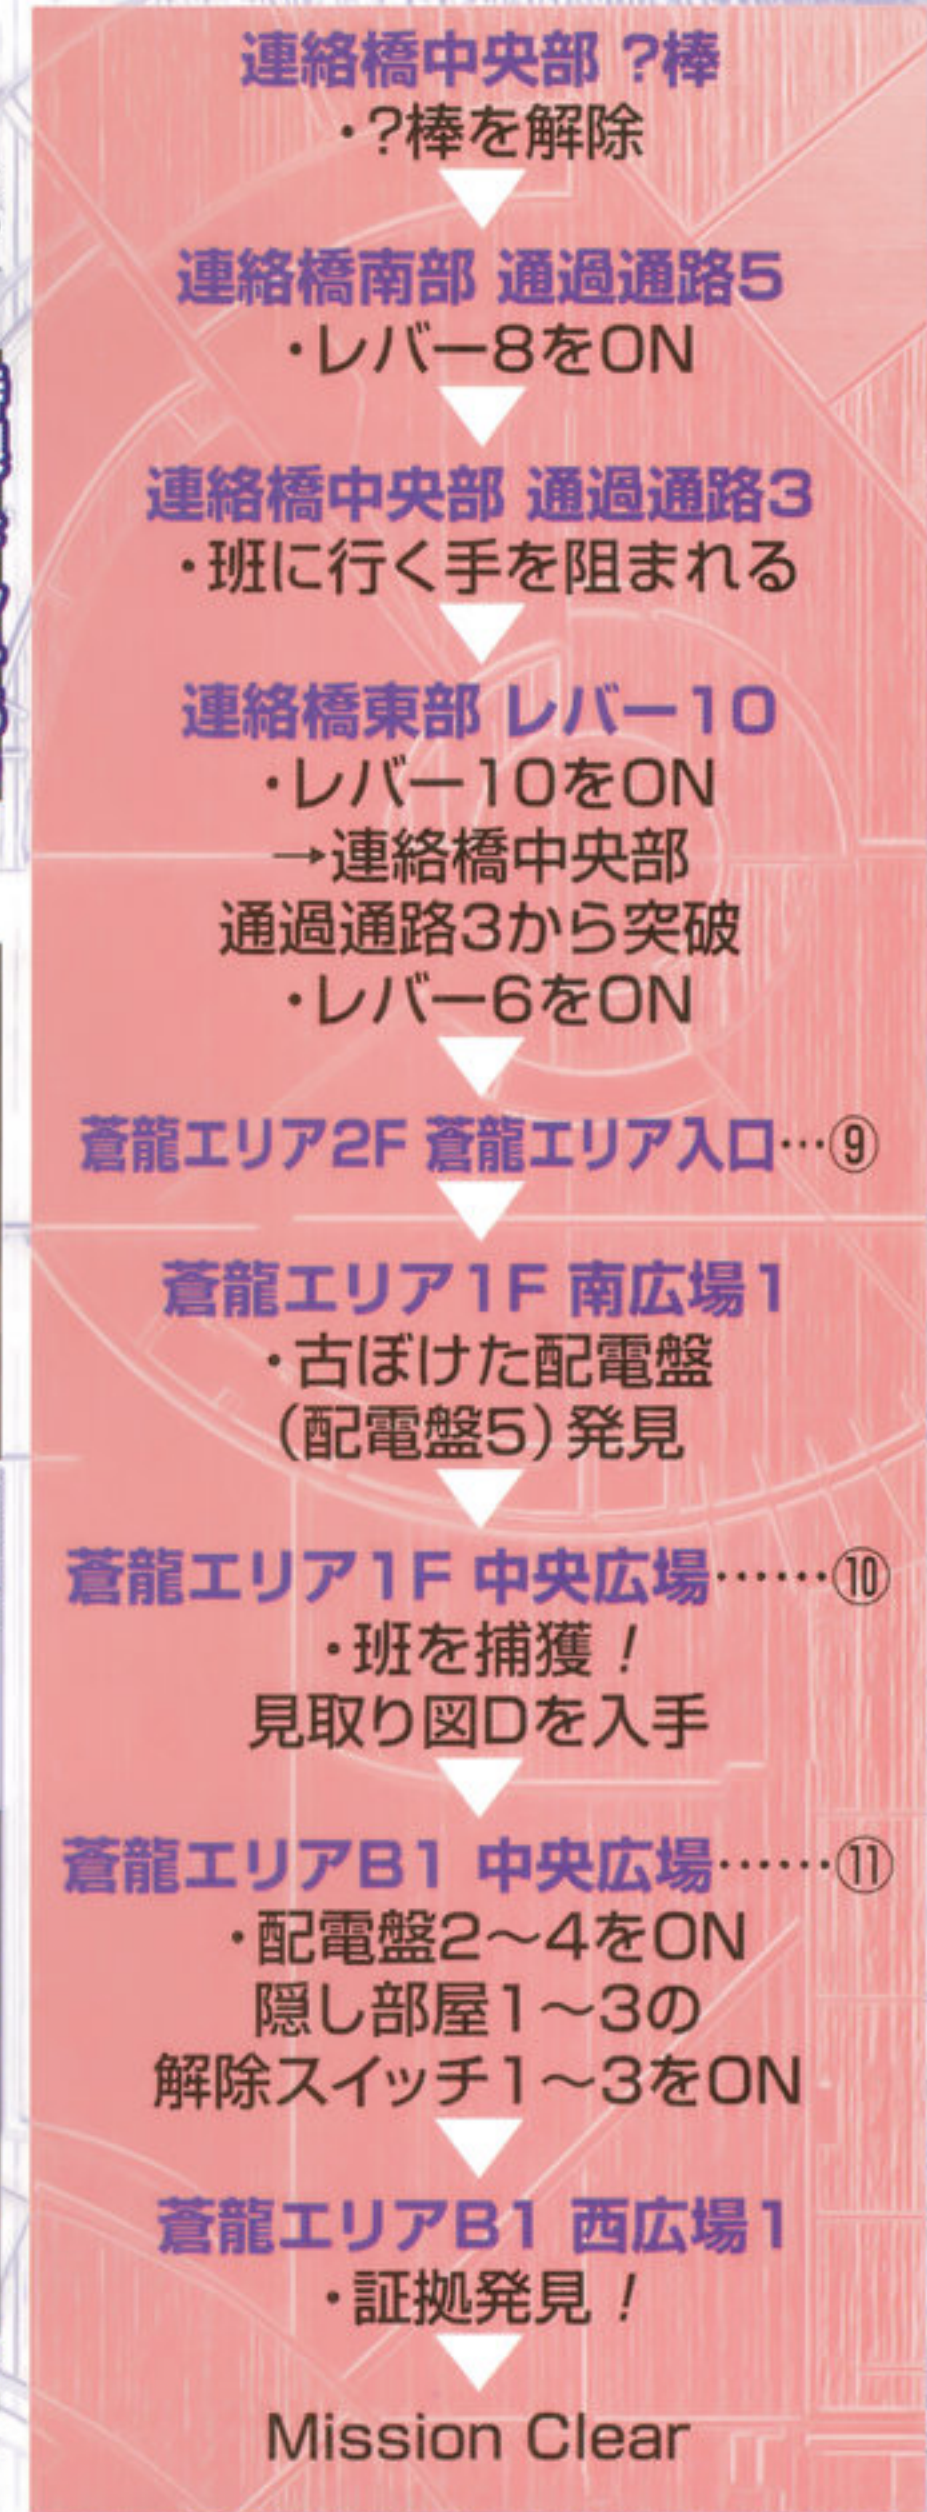 連絡橋中央部 ?棒
・?棒を解除
連絡橋南部 通過通路5
・レバー8をON
連絡橋中央部 通過通路3
・班に行く手を阻まれる
連絡橋東部 レバー10
・レバー10をON
→連絡橋中央部
通過通路3から突破
・レバー6をON
蒼龍エリア2F 蒼龍エリア入口…⑨
蒼龍エリア1F 南広場1
・古ぼけた配電盤
(配電盤5)発見
蒼龍エリア1F 中央広場……⑩
・班を捕獲！
見取り図Dを入手
蒼龍エリアB1 中央広場……⑪
・配電盤2～4をON
隠し部屋1～3の
解除スイッチ1～3をON
蒼龍エリアB1 西広場1
・証拠発見！
Mission Clear